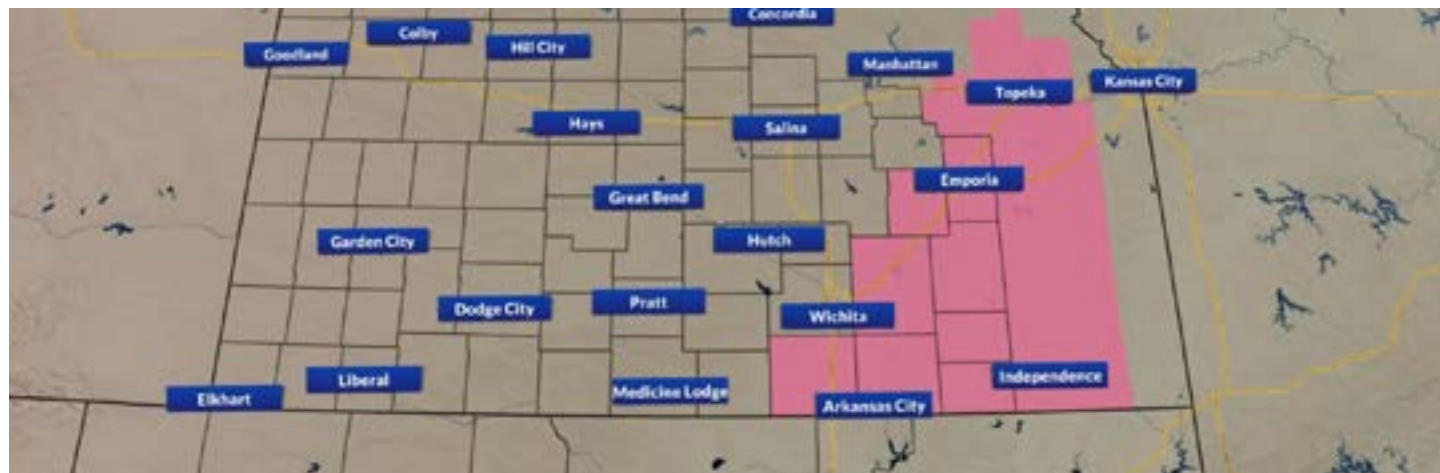 Concordia
Colby
Hill City
Goodland
Manhattan
Kansas City
Topeka
Hays
Salina
Emporia
Great Bend
Garden City
Hutch
Dodge City
Pratt
Wichita
Liberal
Independence
Medicine Lodge
Elkhart
Arkansas City